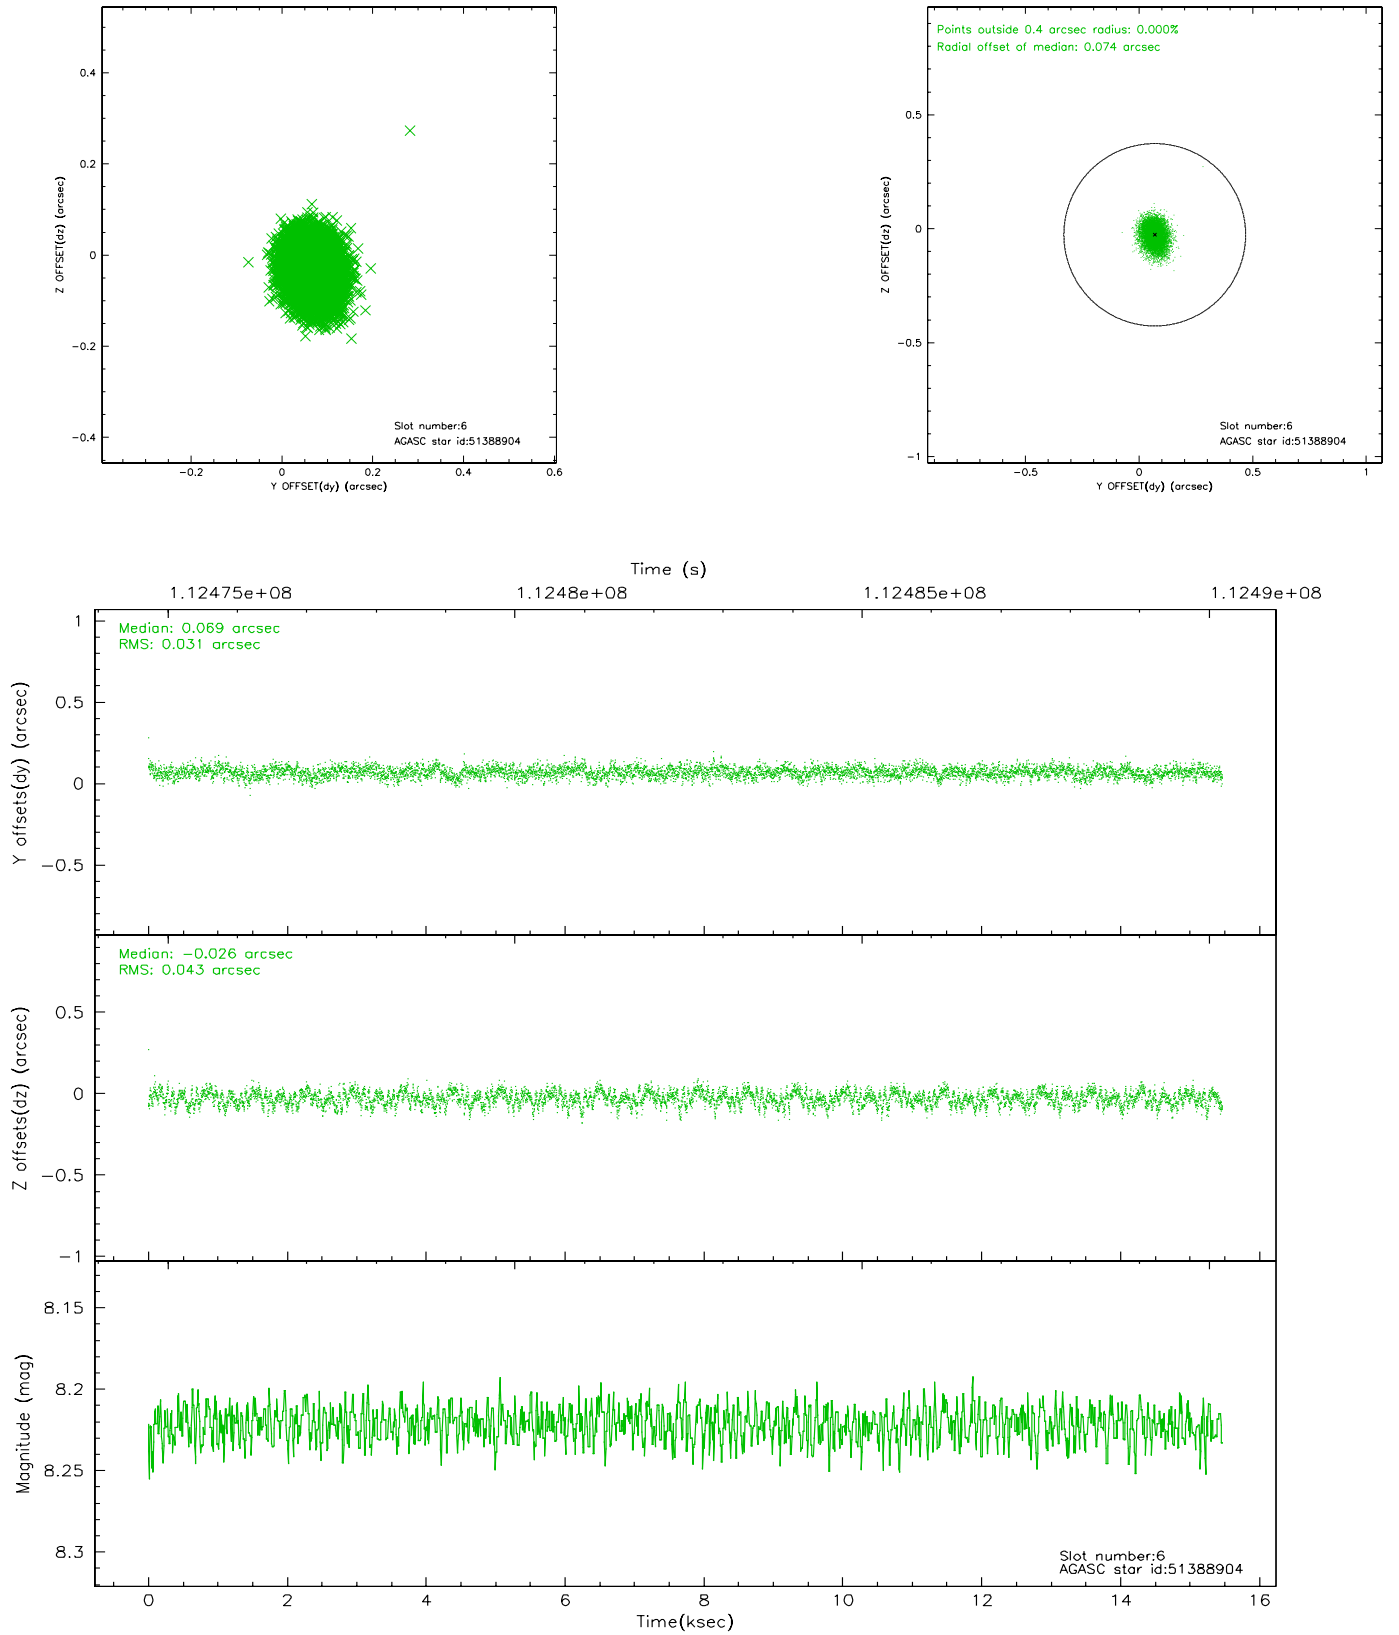 0.4
0.2
0
−0.2
−0.4
Z OFFSET(dz) (arcsec)
−0.2 0 0.2 0.4 0.6
Y OFFSET(dy) (arcsec)
Slot number:6
AGASC star id:51388904
Points outside 0.4 arcsec radius: 0.000%
Radial offset of median: 0.074 arcsec
0.5
0
−0.5
−1
Z OFFSET(dz) (arcsec)
−0.5 0 0.5 1
Y OFFSET(dy) (arcsec)
Slot number:6
AGASC star id:51388904
Time (s)
1.12475e+08 1.1248e+08 1.12485e+08 1.1249e+08
Median: 0.069 arcsec
RMS: 0.031 arcsec
1
0.5
0
−0.5
Y offsets(dy) (arcsec)
Median: −0.026 arcsec
RMS: 0.043 arcsec
0.5
0
−0.5
−1
Z offsets(dz) (arcsec)
8.15
8.2
8.25
8.3
Magnitude (mag)
Slot number:6
AGASC star id:51388904
0 2 4 6 8 10 12 14 16
Time(ksec)